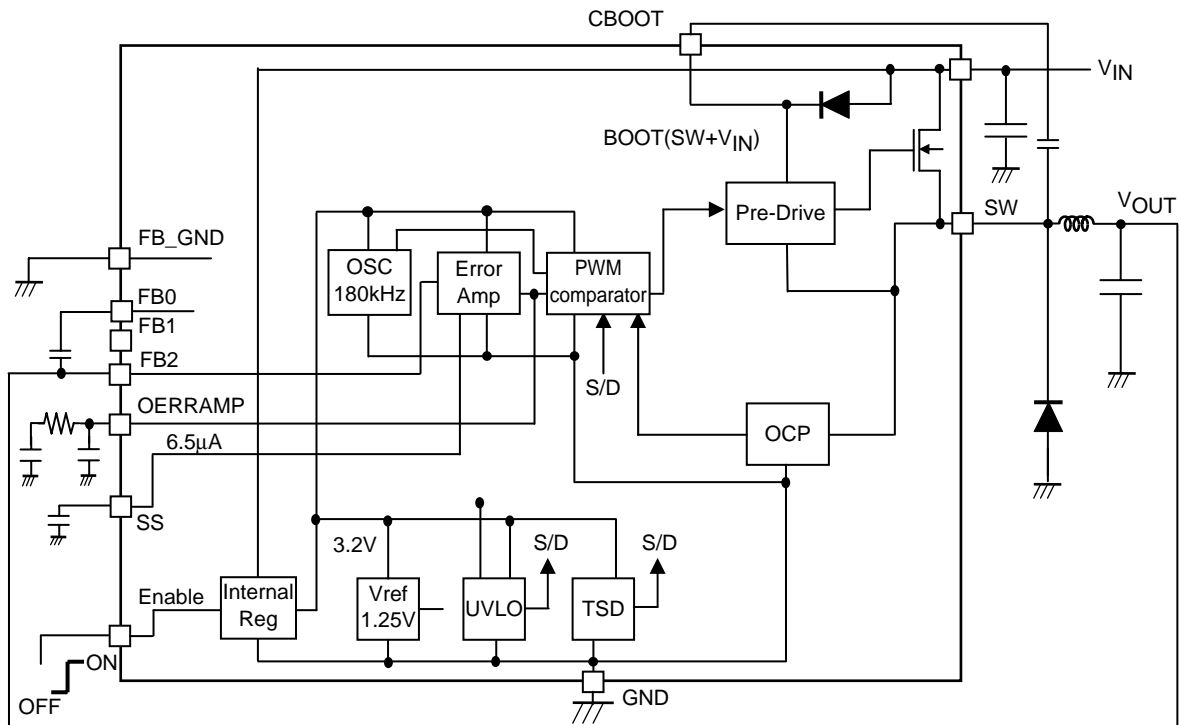 CBOOT
VIN
BOOT(SW+VIN)
Pre-Drive
SW
VOUT
FB_GND
OSC
180kHz
Error
Amp
PWM
comparator
FB0
FB1
FB2
S/D
OERRAMP
6.5µA
OCP
SS
3.2V
S/D
S/D
Enable
Internal
Reg
Vref
1.25V
UVLO
TSD
ON
OFF
GND